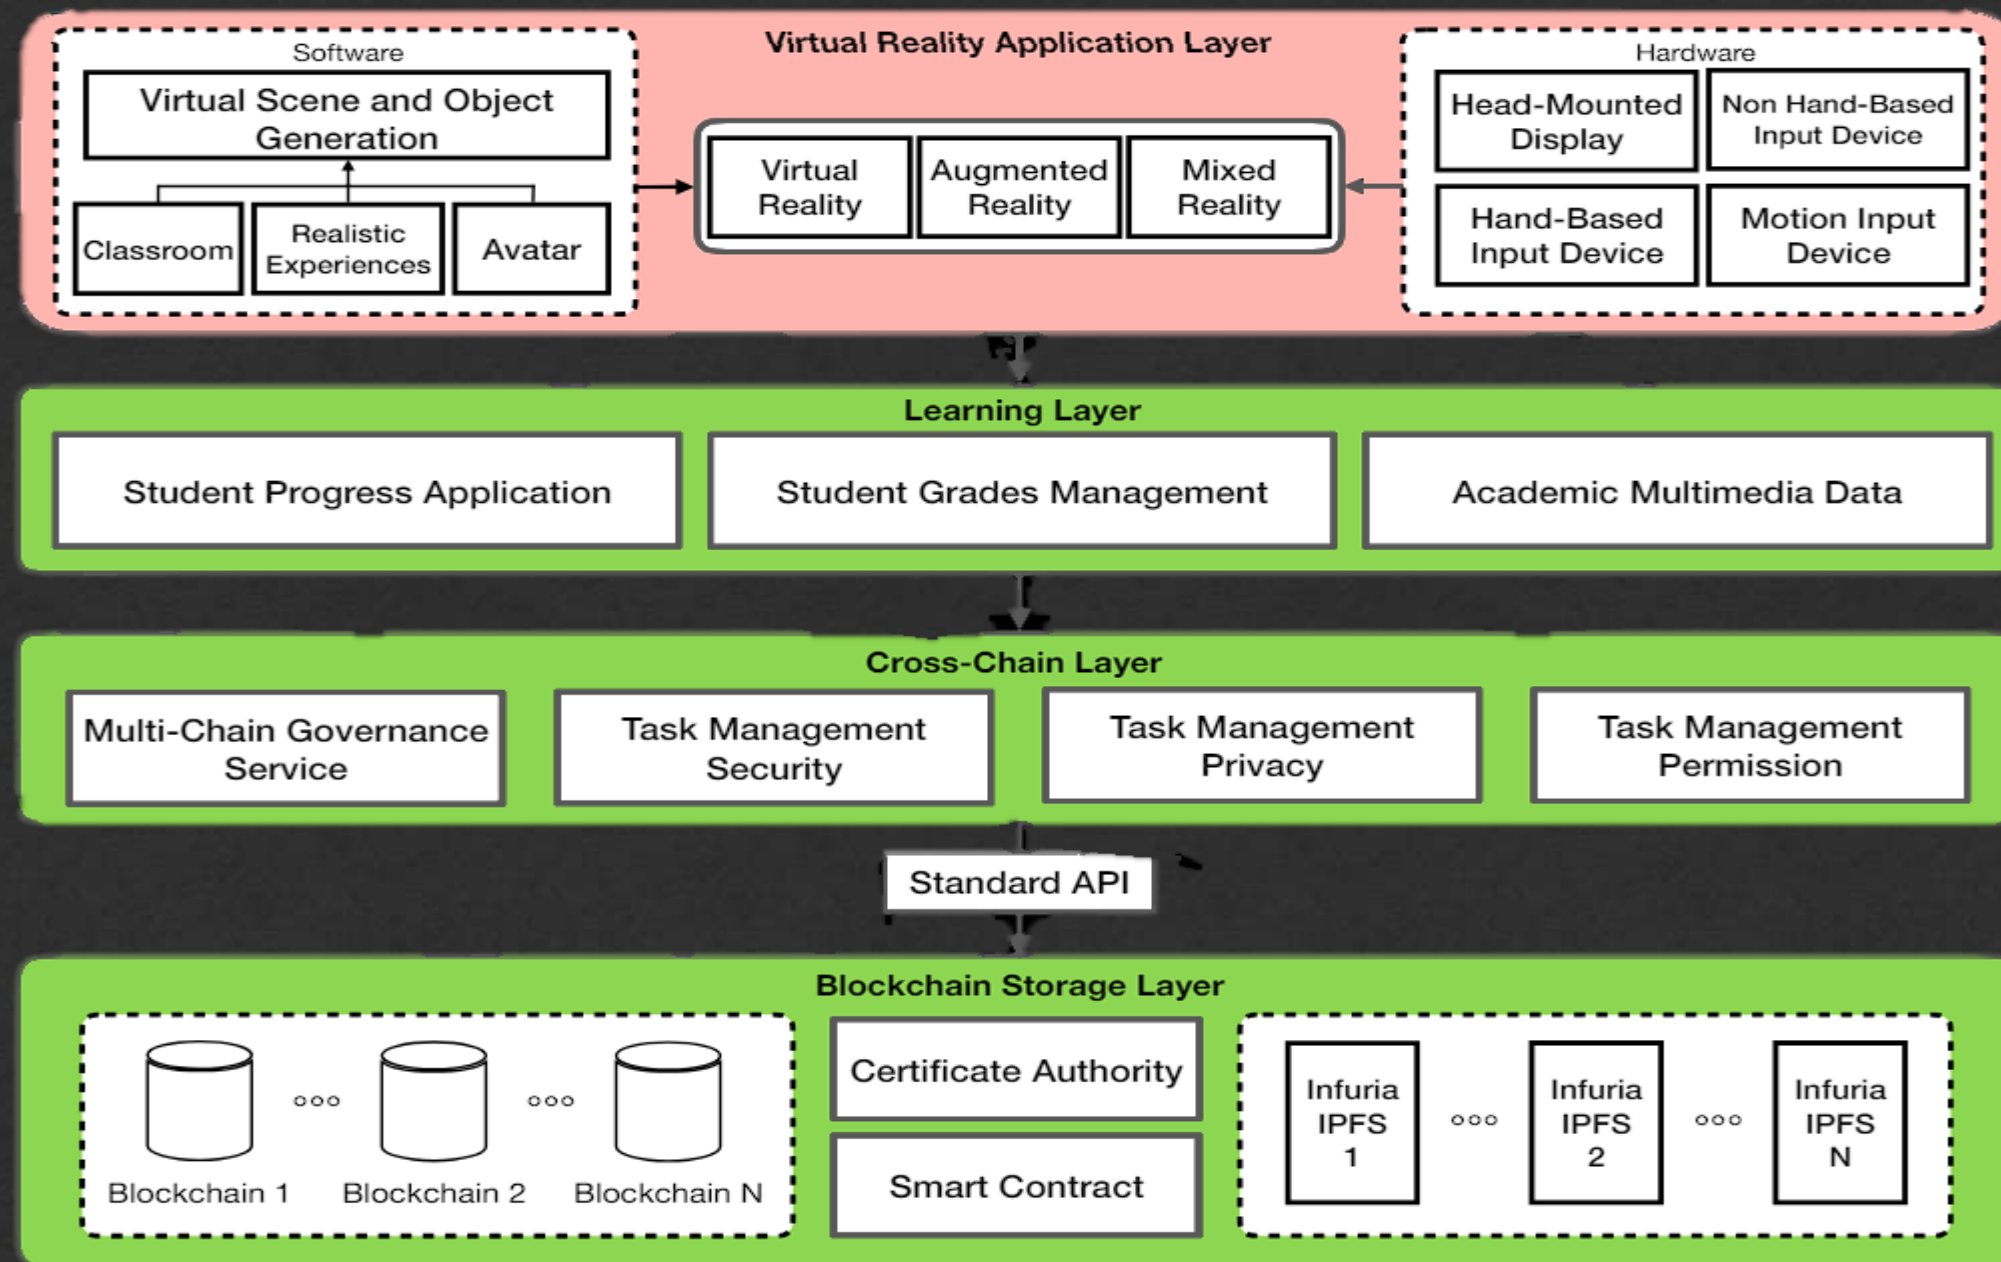 Virtual Reality Application Layer
Software
Virtual Scene and Object
Generation
Classroom
Realistic
Experiences
Avatar
Virtual
Reality
Augmented
Reality
Mixed
Reality
Hardware
Head-Mounted
Display
Non Hand-Based
Input Device
Hand-Based
Input Device
Motion Input
Device
Learning Layer
Student Progress Application
Student Grades Management
Academic Multimedia Data
Cross-Chain Layer
Multi-Chain Governance
Service
Task Management
Security
Task Management
Privacy
Task Management
Permission
Standard API
Blockchain Storage Layer
Blockchain 1
Blockchain 2
Blockchain N
Certificate Authority
Smart Contract
Infuria
IPFS
1
Infuria
IPFS
2
Infuria
IPFS
N